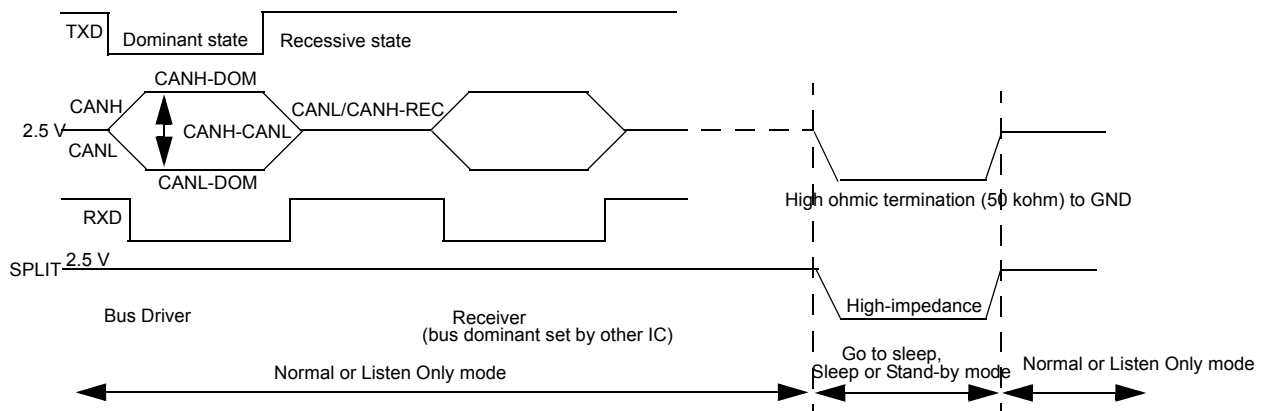 TXD
Dominant state
Recessive state
CANH-DOM
CANH
CANL/CANH-REC
2.5 V
CANH-CANL
CANL
CANL-DOM
High ohmic termination (50 kohm) to GND
RXD
2.5 V
SPLIT
High-impedance
Bus Driver
Receiver
(bus dominant set by other IC)
Go to sleep,
Sleep or Stand-by mode
Normal or Listen Only mode
Normal or Listen Only mode